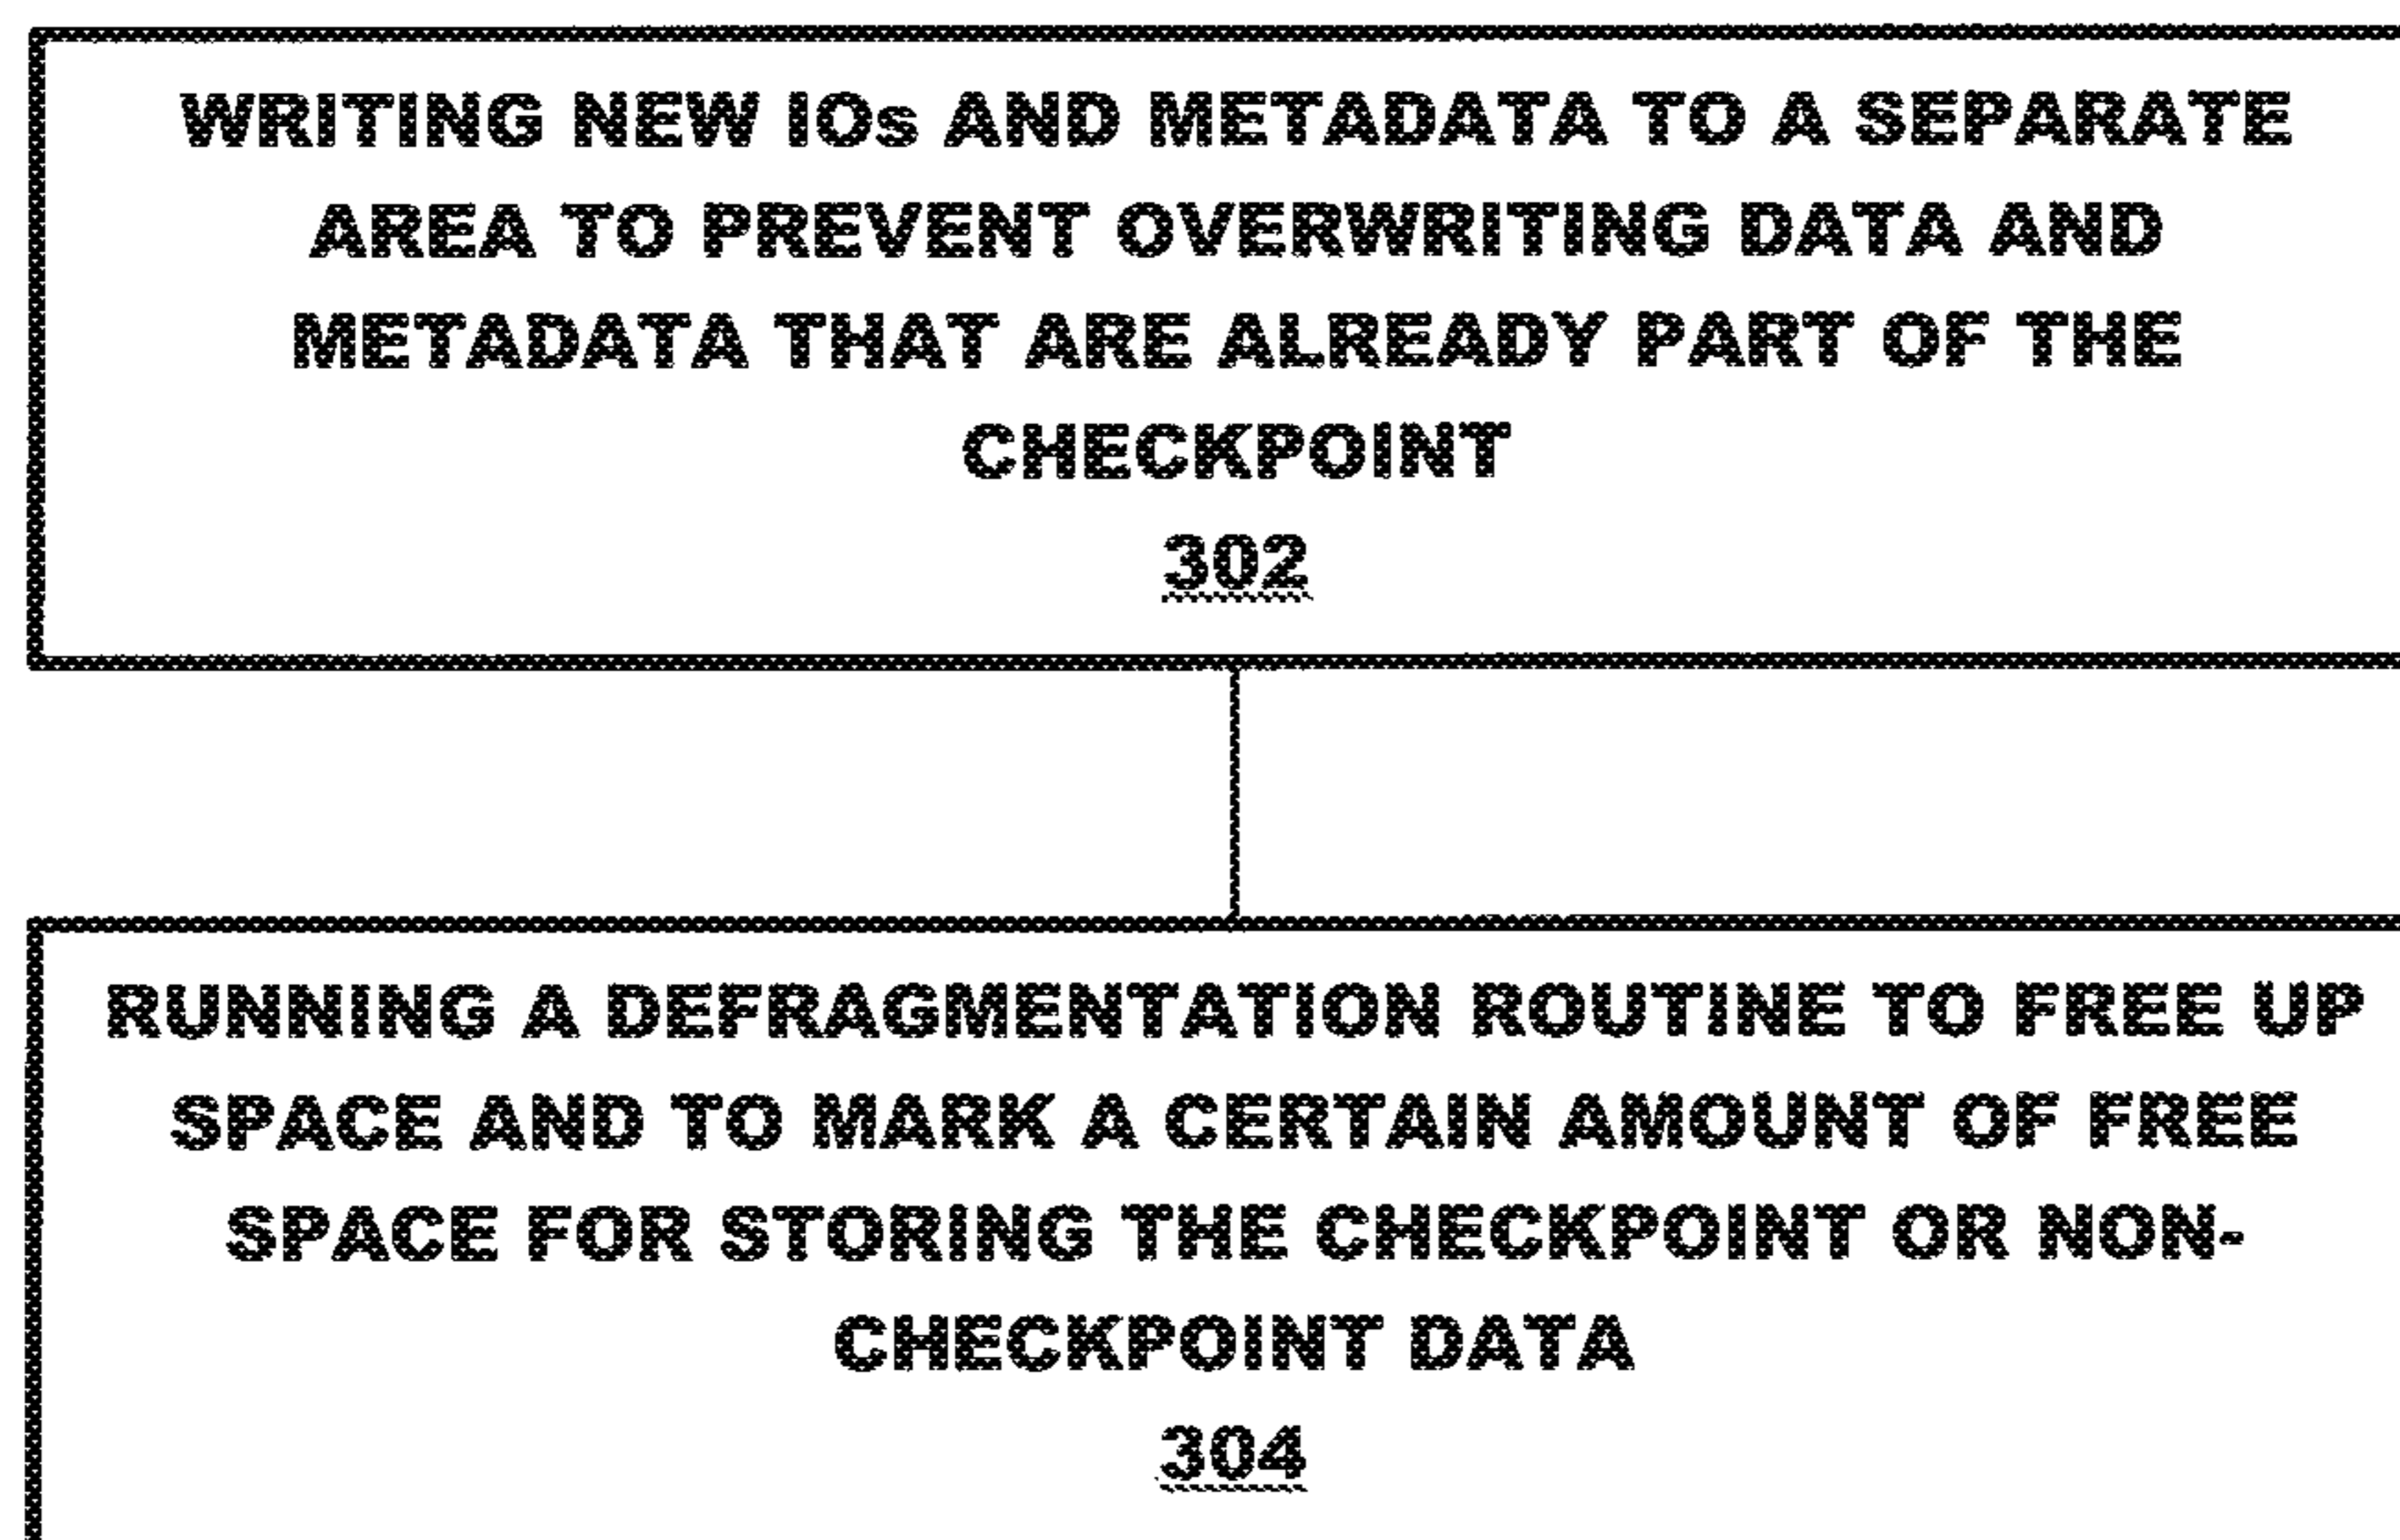 WRITING NEW IOs AND METADATA TO A SEPARATE
AREA TO PREVENT OVERWRITING DATA AND
METADATA THAT ARE ALREADY PART OF THE
CHECKPOINT
302
RUNNING A DEFRAGMENTATION ROUTINE TO FREE UP
SPACE AND TO MARK A CERTAIN AMOUNT OF FREE
SPACE FOR STORING THE CHECKPOINT OR NON-
CHECKPOINT DATA
304